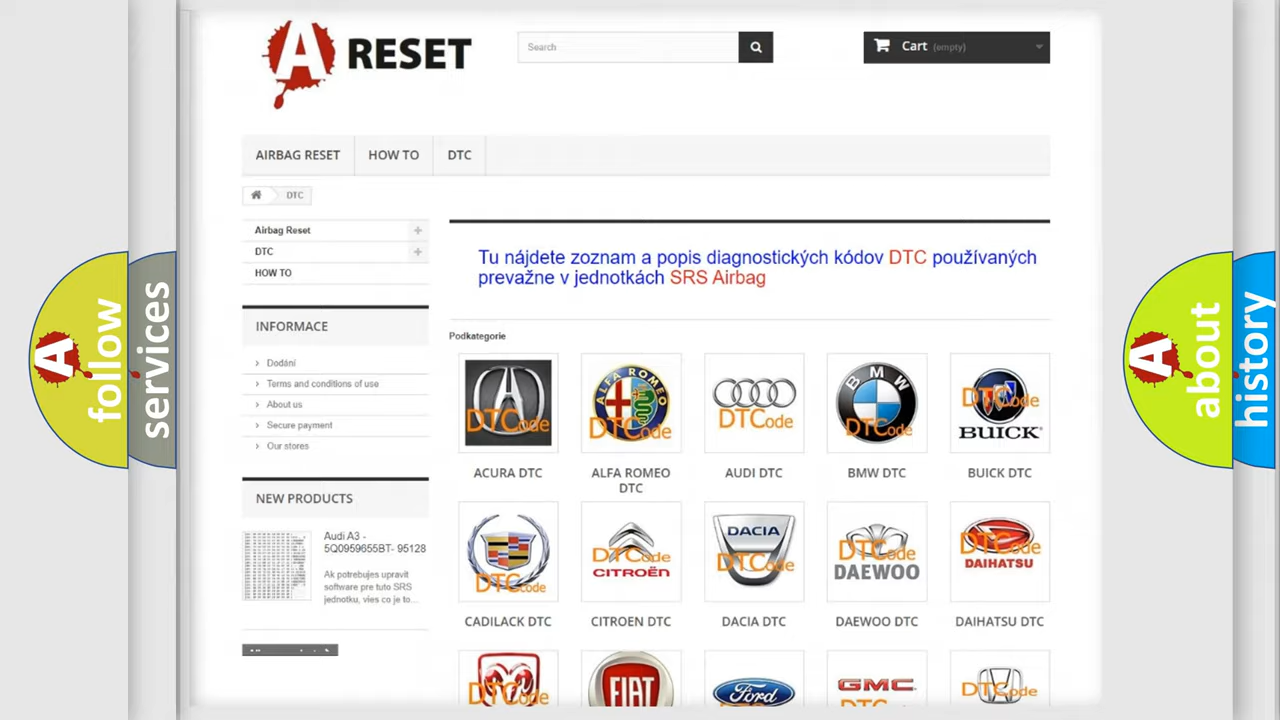 A RESET
Search
Cart (empty)
AIRBAG RESET
HOW TO
DTC
DTC
Airbag Reset
DTC
HOW TO
Tu nájdete zoznam a popis diagnostických kódov DTC používaných
prevažne v jednotkách SRS Airbag
INFORMACE
Dodání
Terms and conditions of use
About us
Secure payment
Our stores
NEW PRODUCTS
Audi A3 -
5Q0959655BT- 95128
Ak potrebujes upravit
software pre tuto SRS
jednotku, vies co je to...
Podkategorie
DTCode
ALFA ROMEO
DTCode
DTCode
BMW
DTCode
DTCode
BUICK
ACURA DTC
ALFA ROMEO
DTC
AUDI DTC
BMW DTC
BUICK DTC
DTCode
DTCode
CITROËN
DACIA
DTCode
DTCode
DAEWOO
DTCode
DAIHATSU
CADILACK DTC
CITROEN DTC
DACIA DTC
DAEWOO DTC
DAIHATSU DTC
DTCode
FIAT
Ford
GMC
DTCode
A follow
services
A about
history